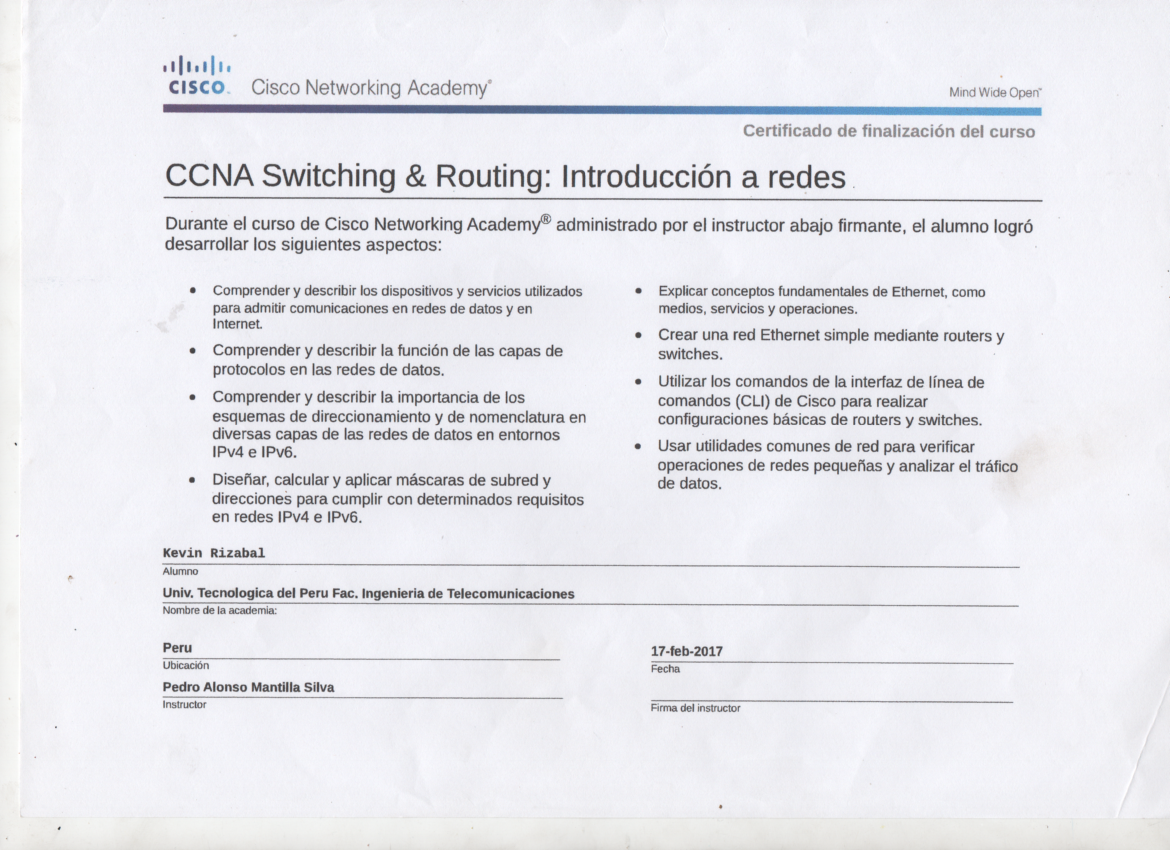 CISCO. Cisco Networking Academy®
Mind Wide Open™
Certificado de finalización del curso
CCNA Switching & Routing: Introducción a redes
Durante el curso de Cisco Networking Academy® administrado por el instructor abajo firmante, el alumno logró
desarrollar los siguientes aspectos:
• Comprender y describir los dispositivos y servicios utilizados
para admitir comunicaciones en redes de datos y en
Internet.
• Comprender y describir la función de las capas de
protocolos en las redes de datos.
• Comprender y describir la importancia de los
esquemas de direccionamiento y de nomenclatura en
diversas capas de las redes de datos en entornos
IPv4 e IPv6.
• Diseñar, calcular y aplicar máscaras de subred y
direcciones para cumplir con determinados requisitos
en redes IPv4 e IPv6.
• Explicar conceptos fundamentales de Ethernet, como
medios, servicios y operaciones.
• Crear una red Ethernet simple mediante routers y
switches.
• Utilizar los comandos de la interfaz de línea de
comandos (CLI) de Cisco para realizar
configuraciones básicas de routers y switches.
• Usar utilidades comunes de red para verificar
operaciones de redes pequeñas y analizar el tráfico
de datos.
Kevin Rizabal
Alumno
Univ. Tecnologica del Peru Fac. Ingenieria de Telecomunicaciones
Nombre de la academia:
Peru
Ubicación
17-feb-2017
Fecha
Pedro Alonso Mantilla Silva
Instructor
Firma del instructor